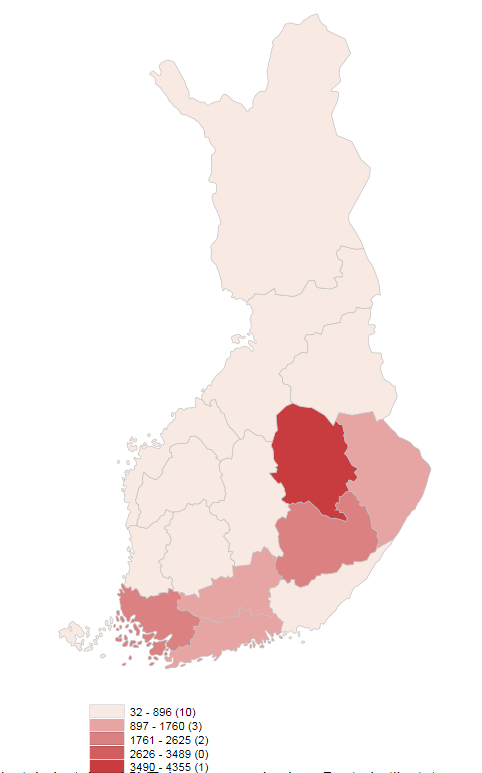 32 - 896 (10)
897 - 1760 (3)
1761 - 2625 (2)
2626 - 3489 (0)
3490 - 4355 (1)